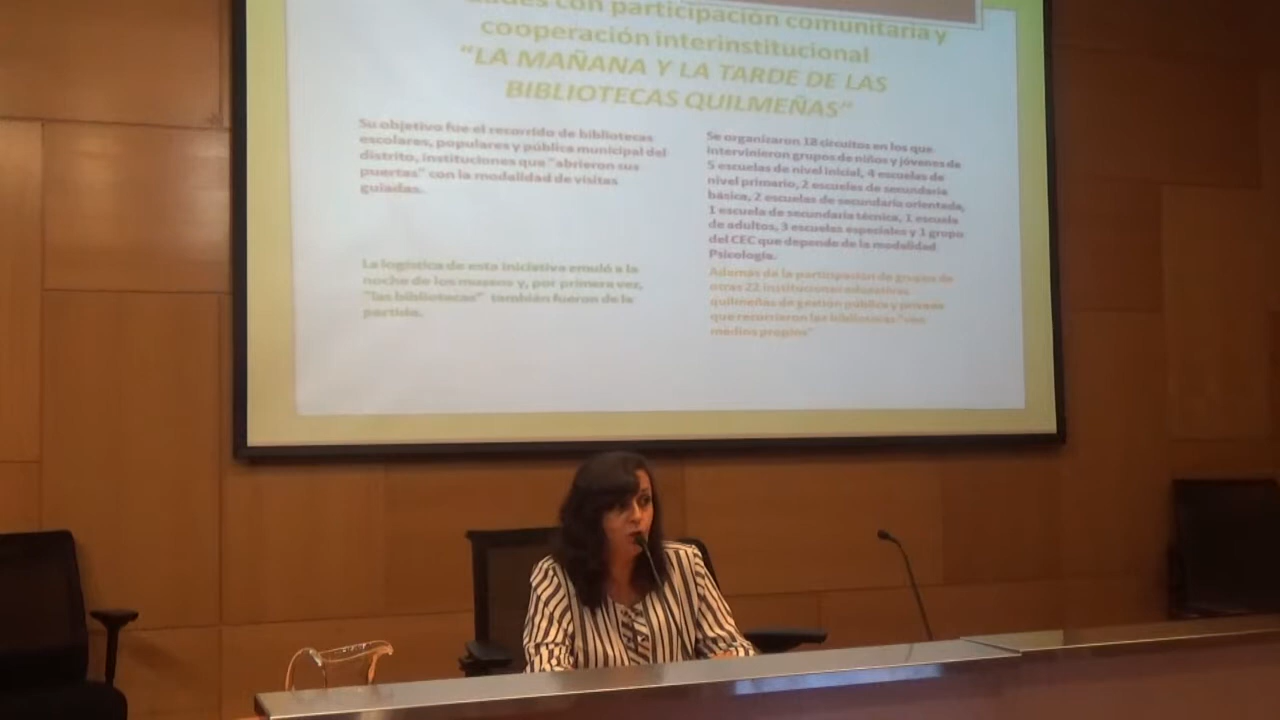 con participación comunitaria y
cooperación interinstitucional
"LA MAÑANA Y LA TARDE DE LAS
BIBLIOTECAS QUILMEÑAS"
Su objetivo fue el recorrido de bibliotecas
escolares, populares y pública municipal del
distrito, instituciones que "abrieron sus
puertas" con la modalidad de visitas
guiadas.
La logística de esta iniciativa emuló a la
noche de los museos y, por primera vez,
"las bibliotecas" también fueron de la
partida.
Se organizaron 18 circuitos en los que
intervinieron grupos de niños y jóvenes de
5 escuelas de nivel inicial, 4 escuelas de
nivel primario, 2 escuelas de secundaria
básica, 2 escuelas de secundaria orientada,
1 escuela de secundaria técnica, 1 escuela
de adultos, 3 escuelas especiales y 1 grupo
del CEC que depende de la modalidad
Psicología.
Además de la participación de grupos de
otras 22 instituciones educativas
quilmeñas de gestión pública y privada
que recorrieron las bibliotecas "con
medios propios"